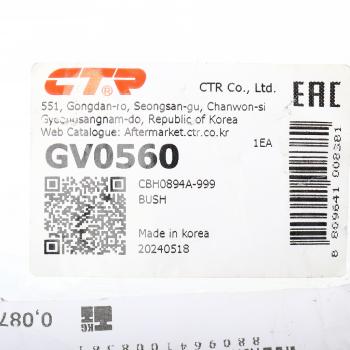 CTR®
CTR Co., Ltd.
EAC
551, Gongdan-ro, Seongsan-gu, Chanwon-si
Gyeongsangnam-do, Republic of Korea
Web Catalogue: Aftermarket.ctr.co.kr
GV0560
1EA
CBH0894A-999
BUSH
Made in korea
20240518
8 809641 008381
0,087
KG